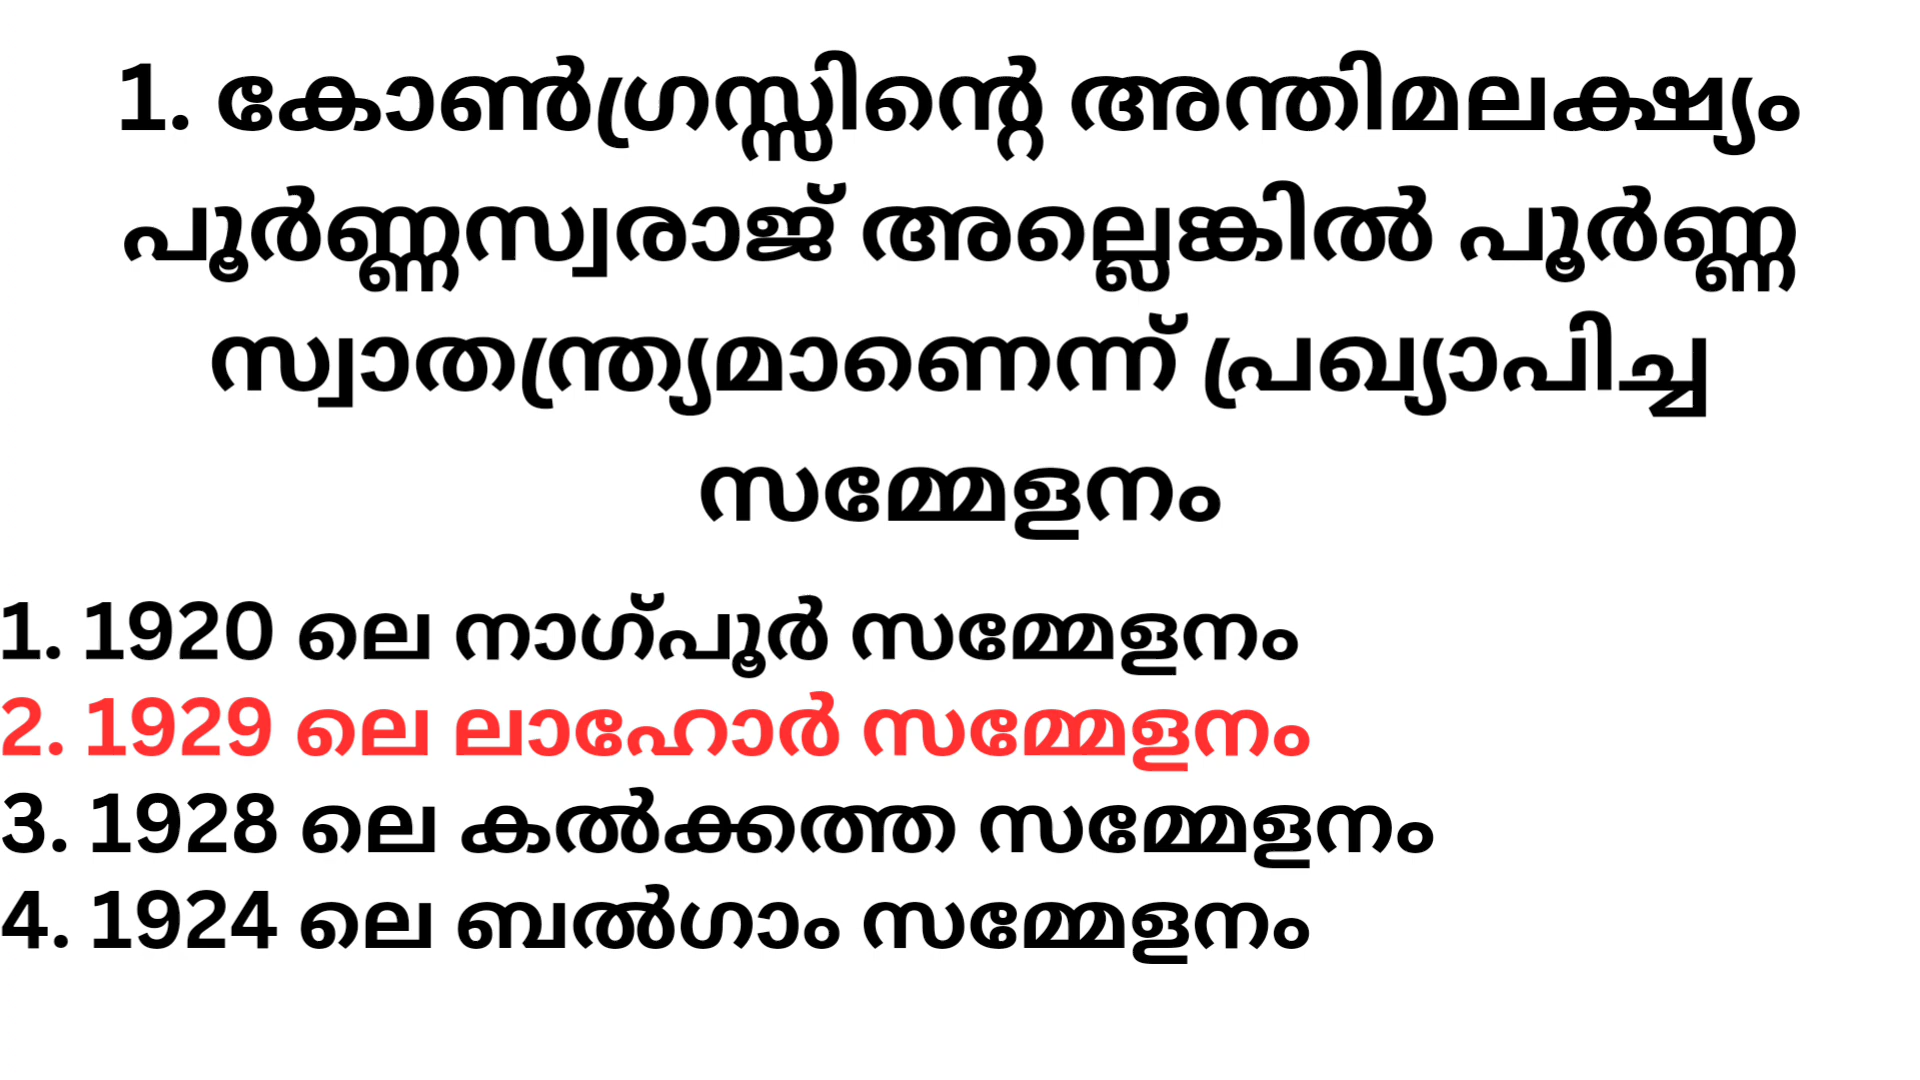 1. കോൺഗ്രസ്സിന്റെ അന്തിമലക്ഷ്യം
പൂർണ്ണസ്വരാജ് അല്ലെങ്കിൽ പൂർണ്ണ
സ്വാതന്ത്ര്യമാണെന്ന് പ്രഖ്യാപിച്ച
സമ്മേളനം
1. 1920 ലെ നാഗ്പൂർ സമ്മേളനം
2. 1929 ലെ ലാഹോർ സമ്മേളനം
3. 1928 ലെ കൽക്കത്ത സമ്മേളനം
4. 1924 ലെ ബൽഗാം സമ്മേളനം